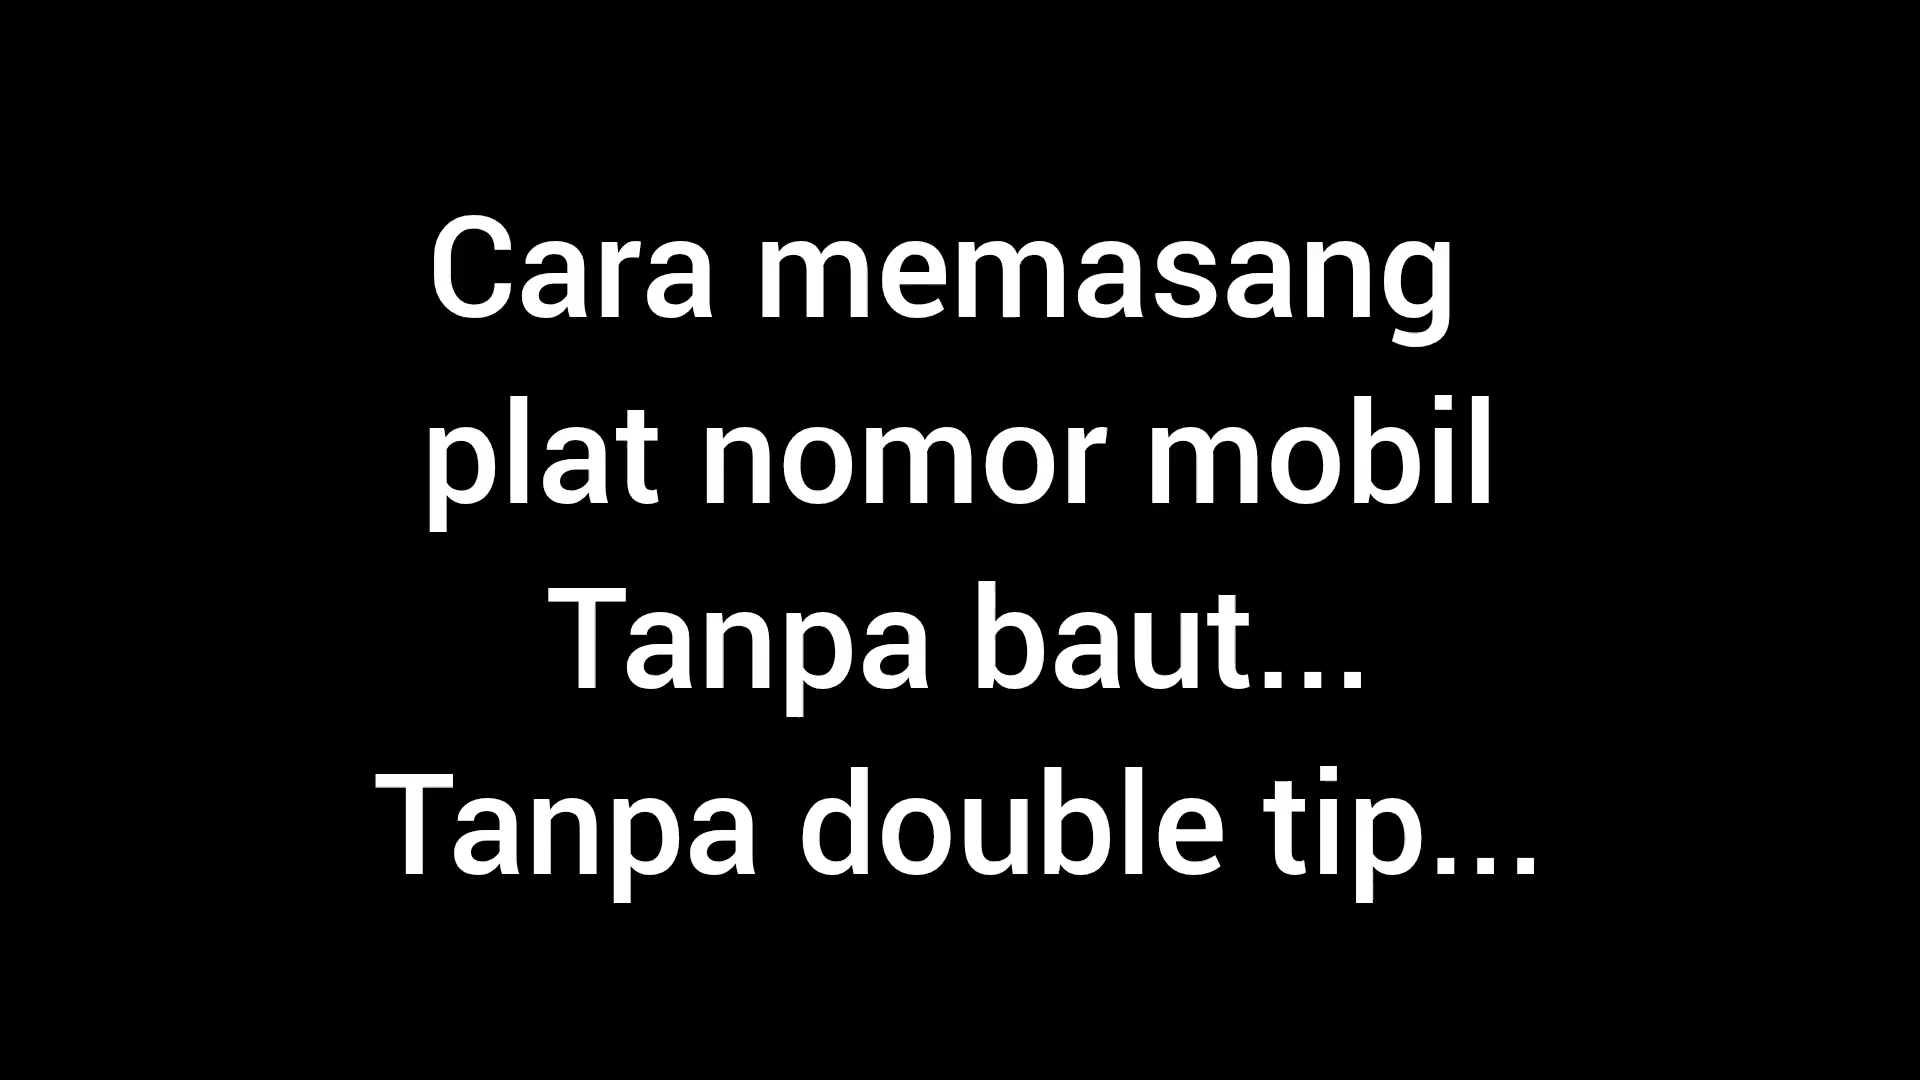 Cara memasang
plat nomor mobil
Tanpa baut...
Tanpa double tip...